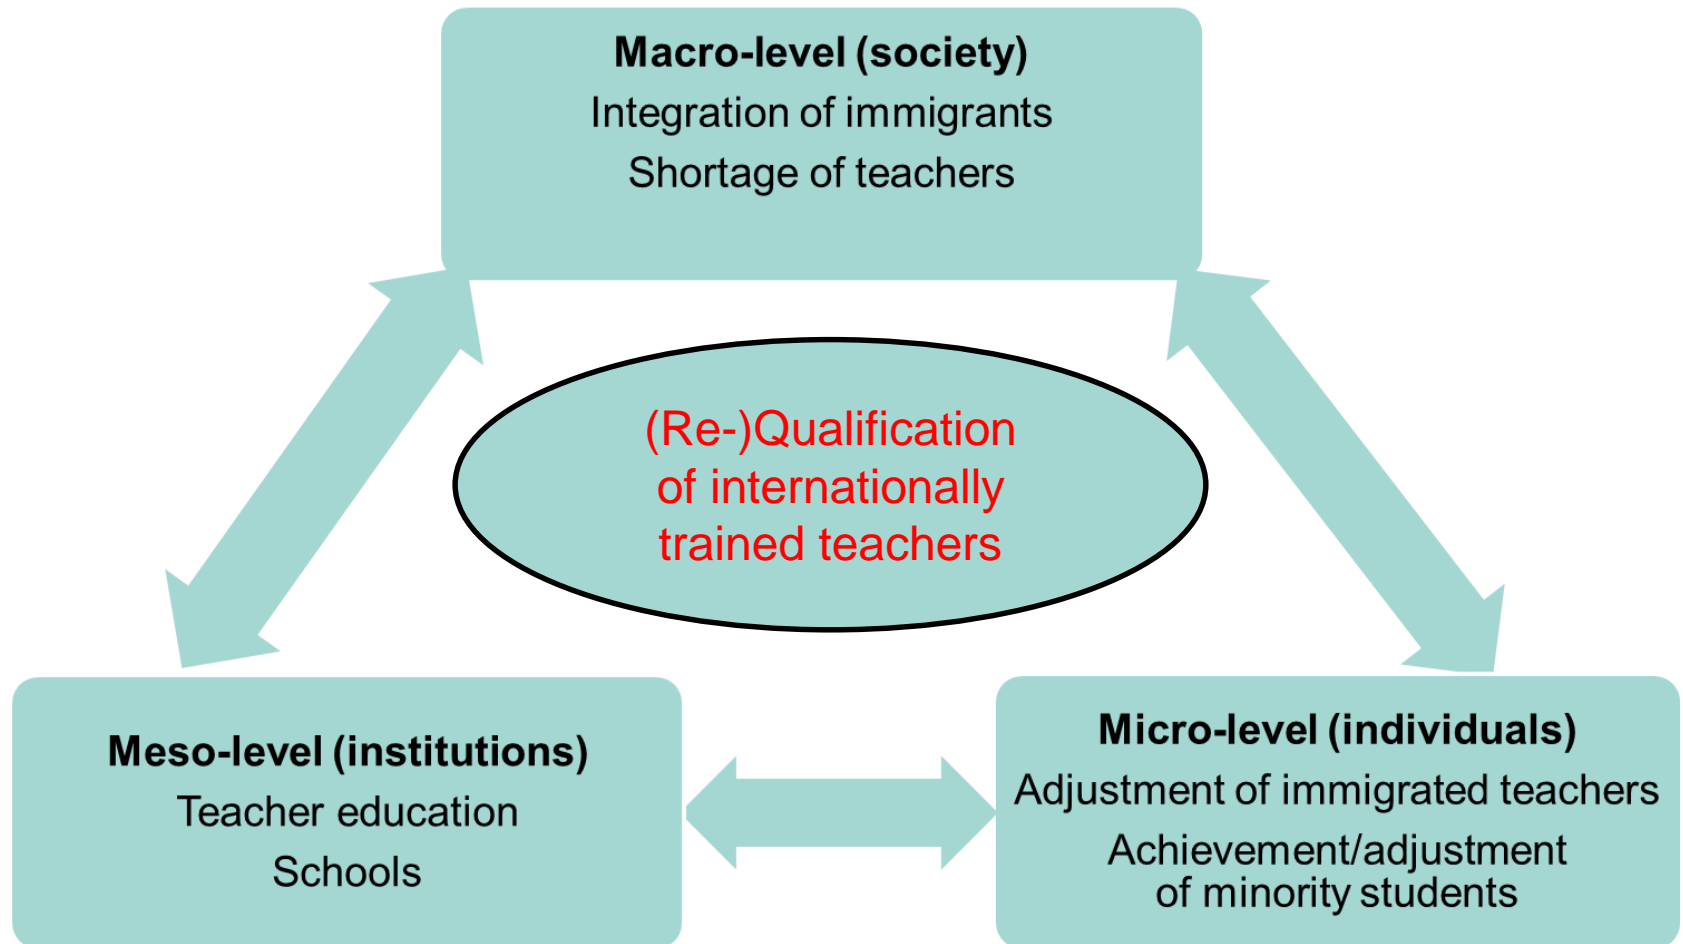 Macro-level (society)
Integration of immigrants
Shortage of teachers
(Re-)Qualification
of internationally
trained teachers
Meso-level (institutions)
Teacher education
Schools
Micro-level (individuals)
Adjustment of immigrated teachers
Achievement/adjustment
of minority students